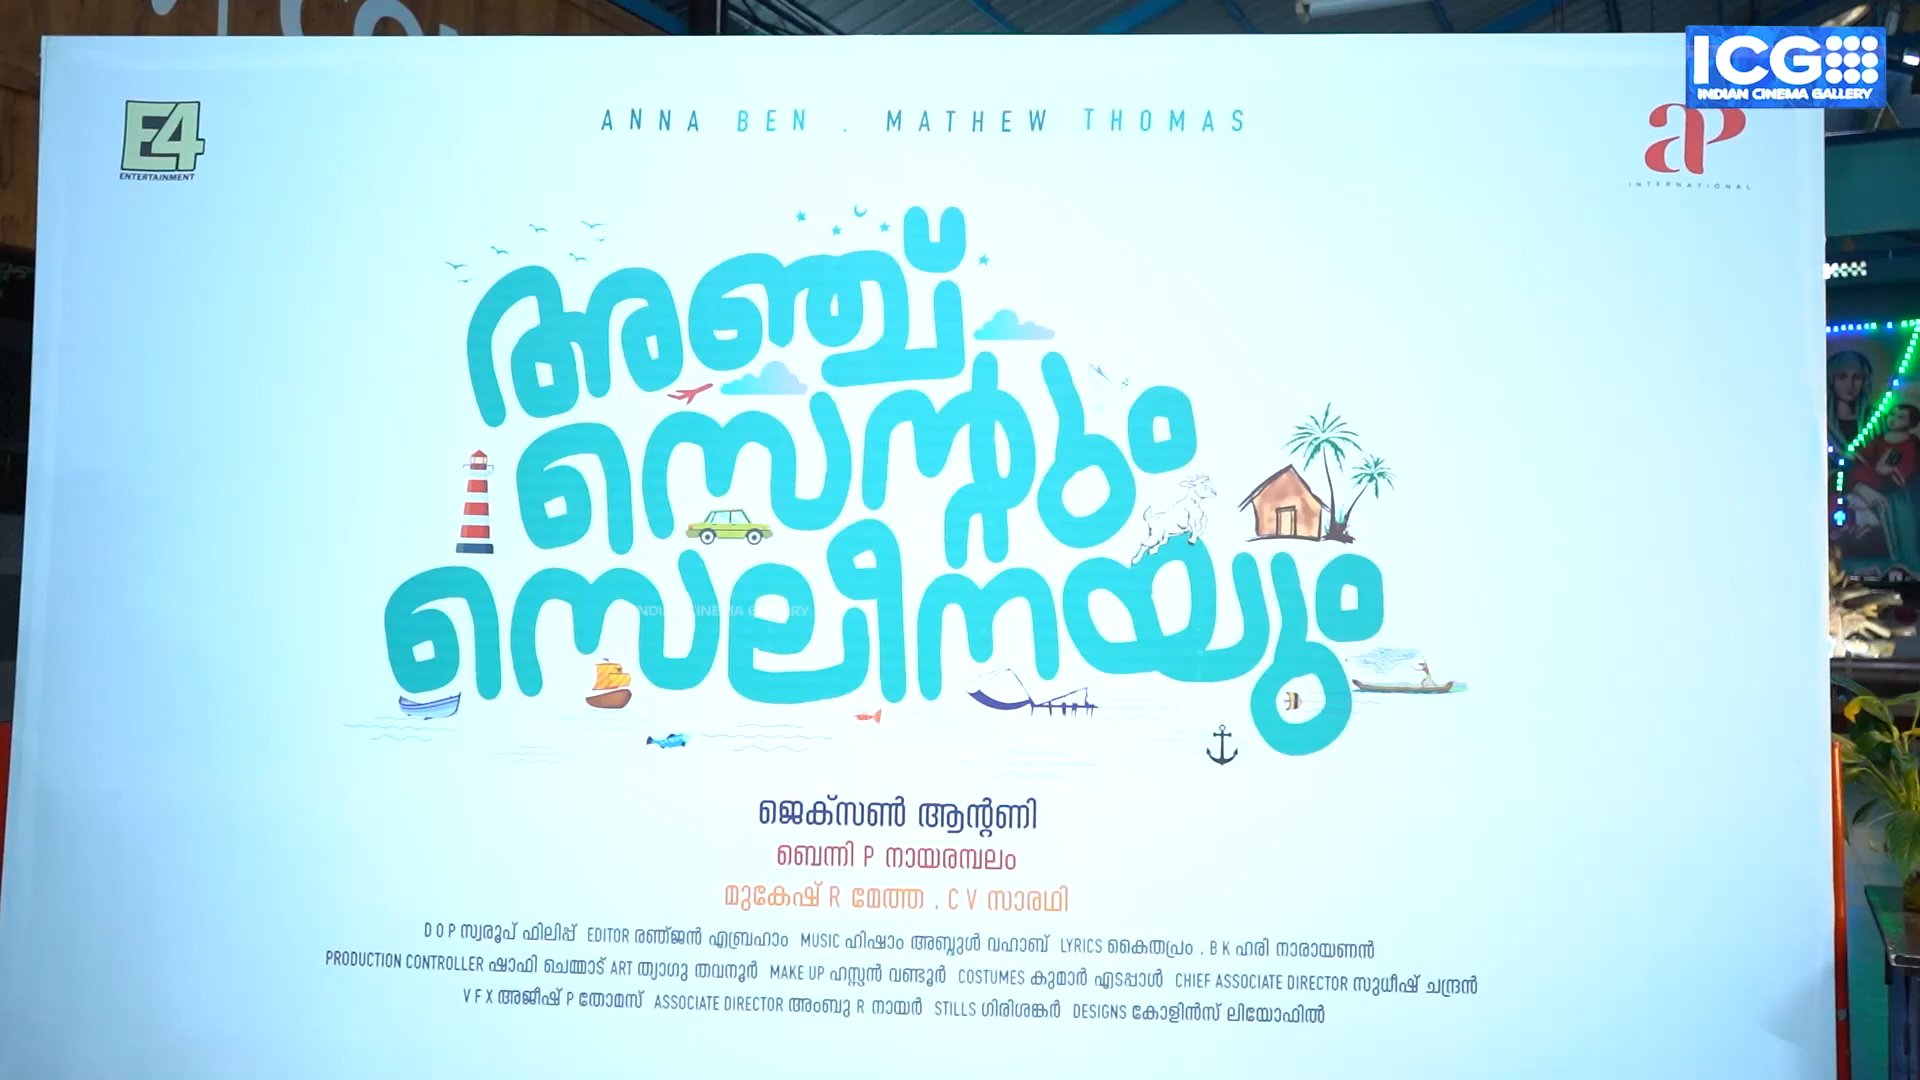 ICG
INDIAN CINEMA GALLERY
E4
ENTERTAINMENT
ANNA BEN . MATHEW THOMAS
aP
INTERNATIONAL
അഞ്ച്
സെന്റും
സെലീനയും
INDIAN CINEMA GALLERY
ജെക്സൺ ആന്റണി
ബെന്നി P നായരമ്പലം
മുകേഷ് R മേത്ത . C V സാരഥി
D O P സ്വരൂപ് ഫിലിപ്പ് EDITOR രഞ്ജൻ എബ്രഹാം MUSIC ഹിഷാം അബ്ദുൾ വഹാബ് LYRICS കൈതപ്രം . B K ഹരി നാരായണൻ
PRODUCTION CONTROLLER ഷാഫി ചെമ്മാട് ART ത്യാഗു തവനൂർ MAKE UP ഹസ്സൻ വണ്ടൂർ COSTUMES കുമാർ എടപ്പാൾ CHIEF ASSOCIATE DIRECTOR സുധീഷ് ചന്ദ്രൻ
V F X അജീഷ് P തോമസ് ASSOCIATE DIRECTOR അംബു R നായർ STILLS ഗിരിശങ്കർ DESIGNS കോളിൻസ് ലിയോഫിൽ